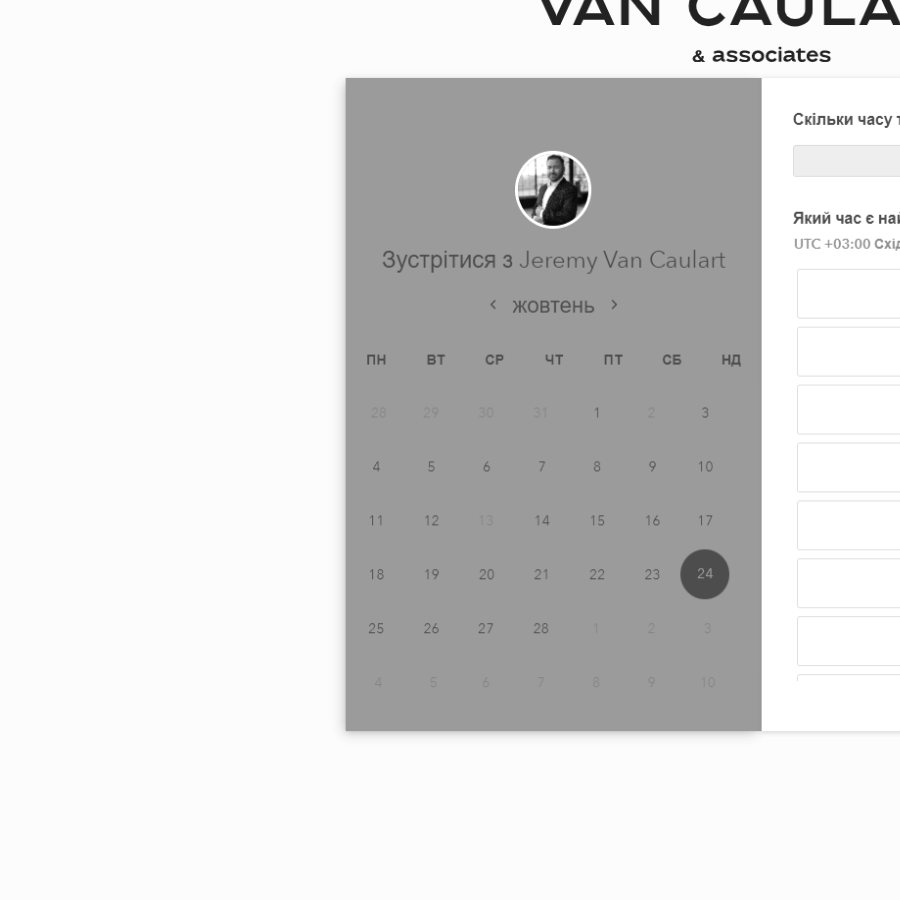 VAN CAULA
& associates
Зустрітися з Jeremy Van Caulart
‹ жовтень ›
ПН ВТ СР ЧТ ПТ СБ НД
28 29 30 31 1 2 3
4 5 6 7 8 9 10
11 12 13 14 15 16 17
18 19 20 21 22 23 24
25 26 27 28 1 2 3
4 5 6 7 8 9 10
Скільки часу т
Який час є най
UTC +03:00 Схід